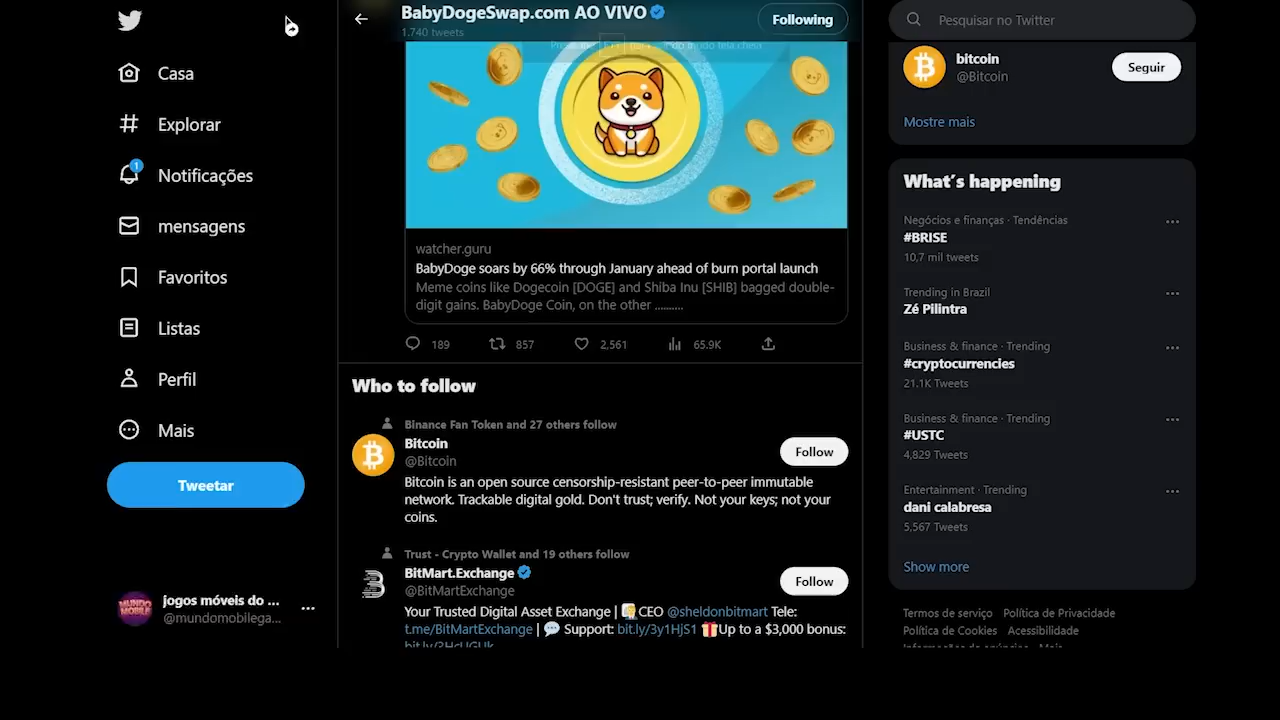 Casa
Explorar
1
Notificações
mensagens
Favoritos
Listas
Perfil
Mais
Tweetar
MUNDO
MOBILE
jogos móveis do ...
@mundomobilega...
BabyDogeSwap.com AO VIVO
1.740 tweets
Following
watcher.guru
BabyDoge soars by 66% through January ahead of burn portal launch
Meme coins like Dogecoin [DOGE] and Shiba Inu [SHIB] bagged double-
digit gains. BabyDoge Coin, on the other ..........
189 857 2,561 65.9K
Who to follow
Binance Fan Token and 27 others follow
Bitcoin
@Bitcoin
Follow
Bitcoin is an open source censorship-resistant peer-to-peer immutable
network. Trackable digital gold. Don't trust; verify. Not your keys; not your
coins.
Trust - Crypto Wallet and 19 others follow
BitMart.Exchange
@BitMartExchange
Follow
Your Trusted Digital Asset Exchange | CEO @sheldonbitmart Tele:
t.me/BitMartExchange | 💬 Support: bit.ly/3y1HjS1 🎁Up to a $3,000 bonus:
Pesquisar no Twitter
bitcoin
@Bitcoin
Seguir
Mostre mais
What´s happening
Negócios e finanças · Tendências
#BRISE
10,7 mil tweets
Trending in Brazil
Zé Pilintra
Business & finance · Trending
#cryptocurrencies
21.1K Tweets
Business & finance · Trending
#USTC
4,829 Tweets
Entertainment · Trending
dani calabresa
5,567 Tweets
Show more
Termos de serviço Política de Privacidade
Política de Cookies Acessibilidade